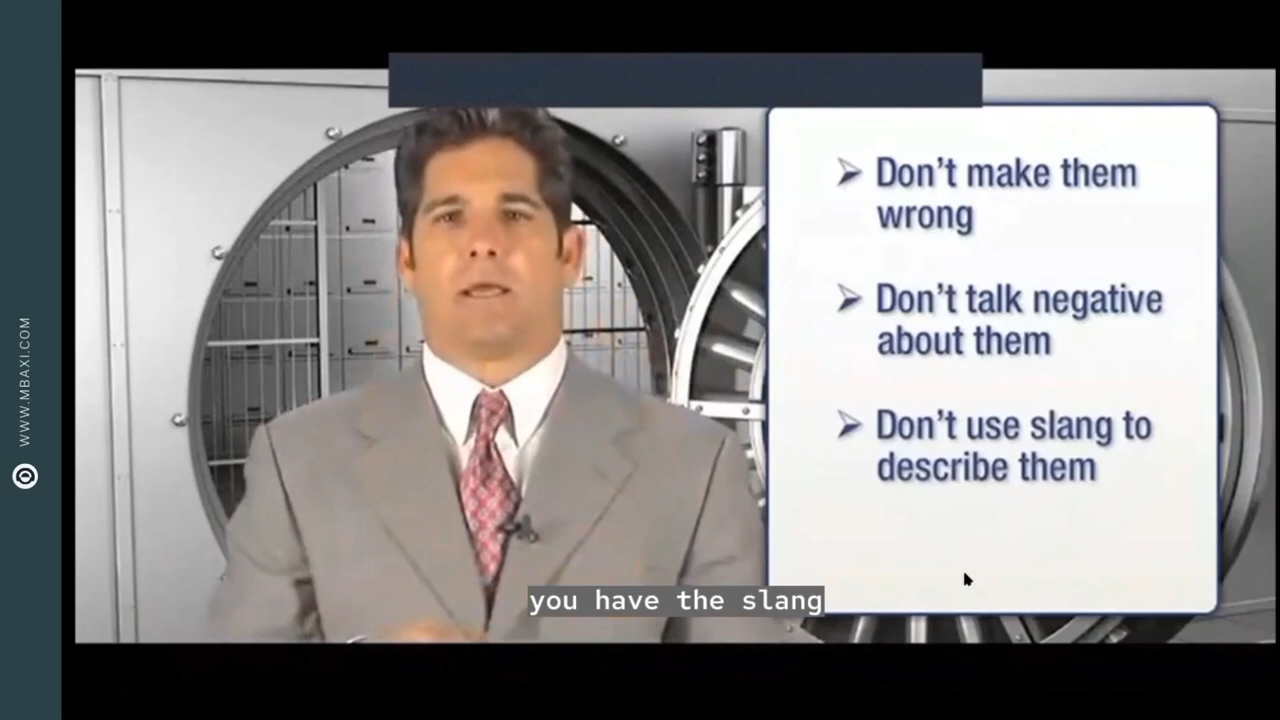 WWW.MBAXI.COM
Don't make them
wrong
Don't talk negative
about them
Don't use slang to
describe them
you have the slang